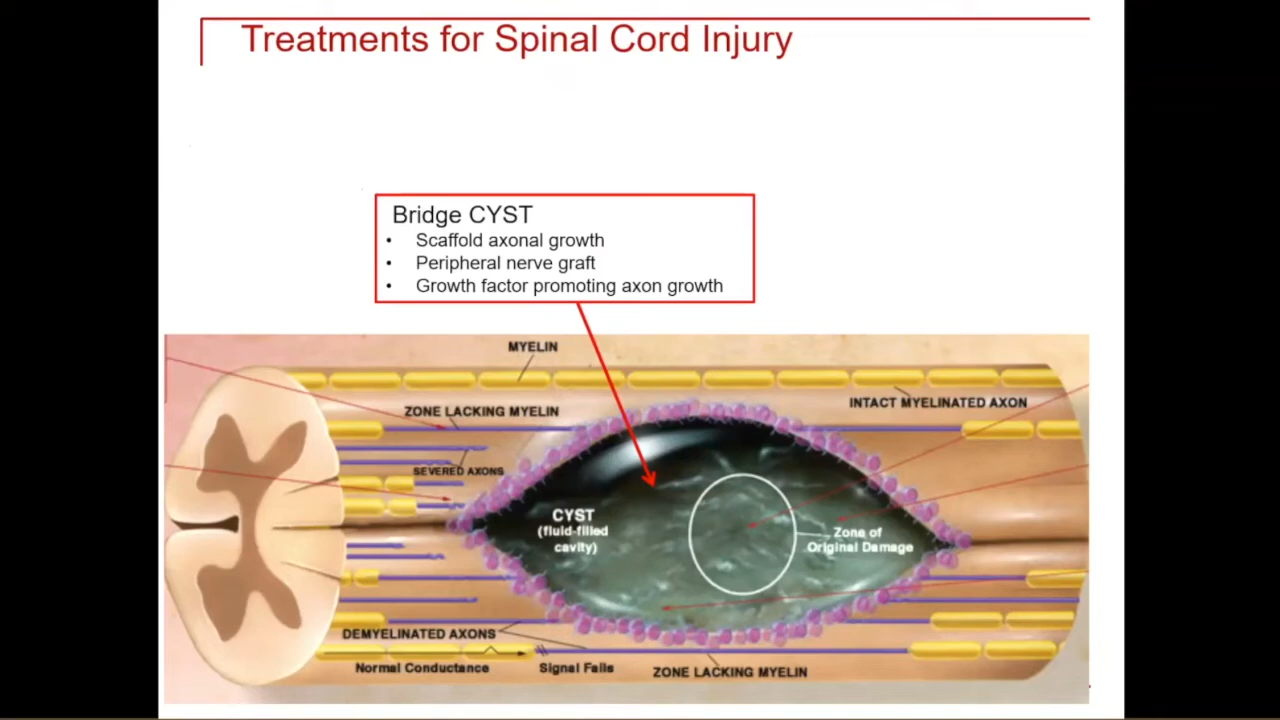 Treatments for Spinal Cord Injury
Bridge CYST
• Scaffold axonal growth
• Peripheral nerve graft
• Growth factor promoting axon growth
MYELIN
INTACT MYELINATED AXON
ZONE LACKING MYELIN
SEVERED AXONS
CYST
(fluid-filled
cavity)
Zone of
Original Damage
DEMYELINATED AXONS
Normal Conductance
Signal Fails
ZONE LACKING MYELIN